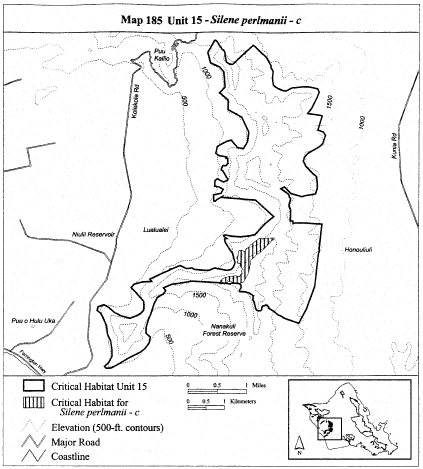 Map 185 Unit 15 - Silene perlmanii - c
Puu
Kailio
1000
500
1500
1000
Kolekole Rd
Kunia Rd
Niulii Reservoir
Lualualei
Honouliuli
1500
1000
500
Nanakuli
Forest Reserve
Puu o Hulu Uka
Farrington Hwy
Critical Habitat Unit 15
Critical Habitat for
Silene perlmanii - c
Elevation (500-ft. contours)
Major Road
Coastline
0 0.5 1 Miles
0 0.5 1 Kilometers
N